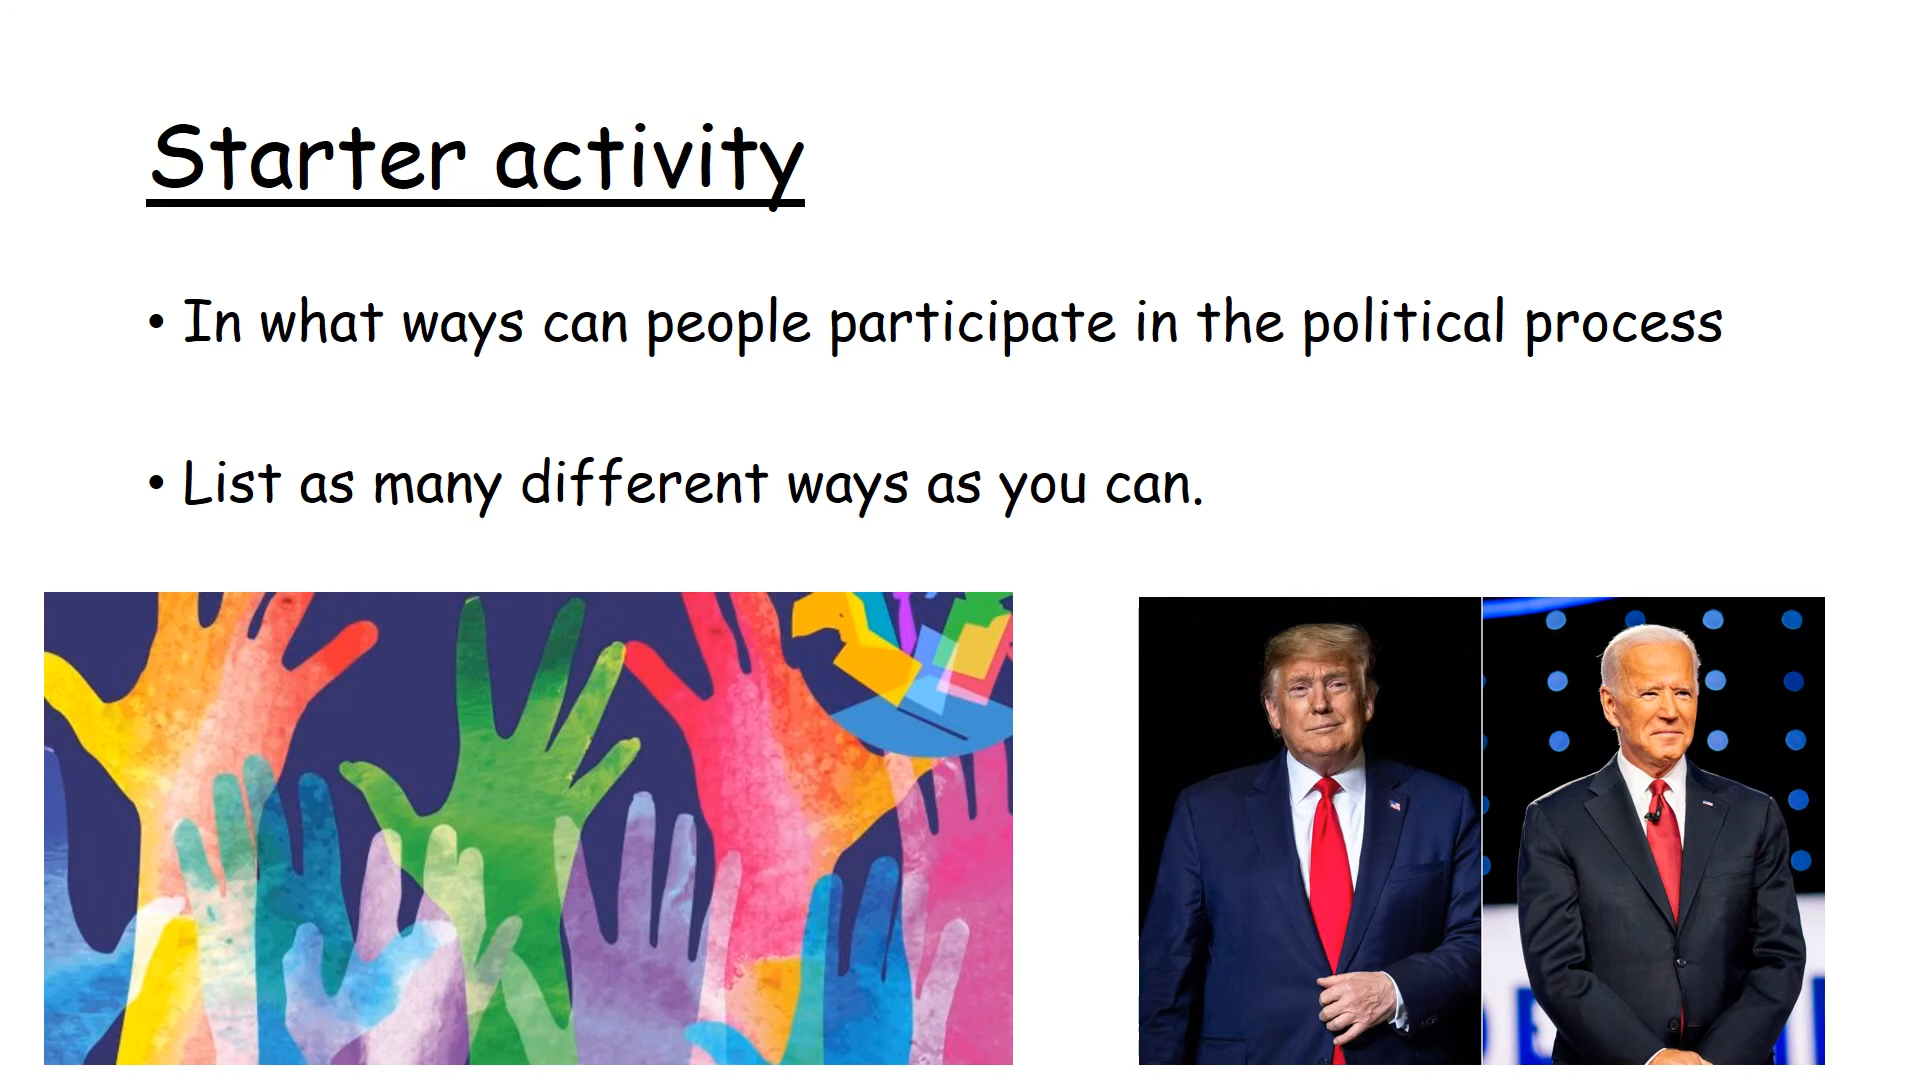 Starter activity
• In what ways can people participate in the political process
• List as many different ways as you can.